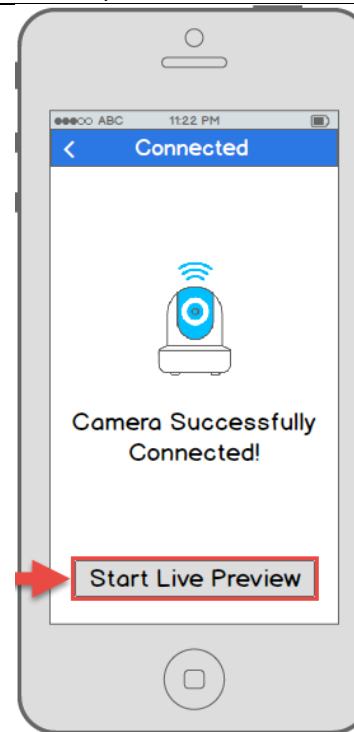 ABC 11:22 PM
< Connected
Camera Successfully
Connected!
Start Live Preview